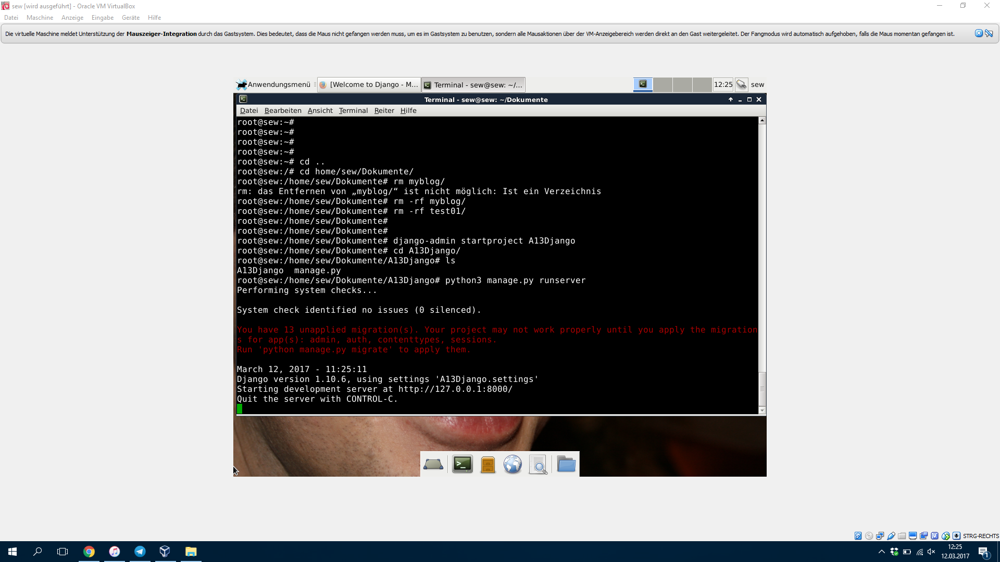 sew [wird ausgeführt] - Oracle VM VirtualBox
Datei Maschine Anzeige Eingabe Geräte Hilfe
Die virtuelle Maschine meldet Unterstützung der Mauszeiger-Integration durch das Gastsystem. Dies bedeutet, dass die Maus nicht gefangen werden muss, um es im Gastsystem zu benutzen, sondern alle Mausaktionen über der VM-Anzeigebereich werden direkt an den Gast weitergeleitet. Der Fangmodus wird automatisch aufgehoben, falls die Maus momentan gefangen ist.
Anwendungsmenü [Welcome to Django - M... Terminal - sew@sew: ~/... 12:25 sew
Terminal - sew@sew: ~/Dokumente
Datei Bearbeiten Ansicht Terminal Reiter Hilfe
root@sew:~#
root@sew:~#
root@sew:~#
root@sew:~#
root@sew:~# cd ..
root@sew:/# cd home/sew/Dokumente/
root@sew:/home/sew/Dokumente# rm myblog/
rm: das Entfernen von „myblog/“ ist nicht möglich: Ist ein Verzeichnis
root@sew:/home/sew/Dokumente# rm -rf myblog/
root@sew:/home/sew/Dokumente# rm -rf test01/
root@sew:/home/sew/Dokumente#
root@sew:/home/sew/Dokumente#
root@sew:/home/sew/Dokumente# django-admin startproject A13Django
root@sew:/home/sew/Dokumente# cd A13Django/
root@sew:/home/sew/Dokumente/A13Django# ls
A13Django  manage.py
root@sew:/home/sew/Dokumente/A13Django# python3 manage.py runserver
Performing system checks...
System check identified no issues (0 silenced).
You have 13 unapplied migration(s). Your project may not work properly until you apply the migration
s for app(s): admin, auth, contenttypes, sessions.
Run 'python manage.py migrate' to apply them.
March 12, 2017 - 11:25:11
Django version 1.10.6, using settings 'A13Django.settings'
Starting development server at http://127.0.0.1:8000/
Quit the server with CONTROL-C.
STRG-RECHTS
12:25
12.03.2017
1